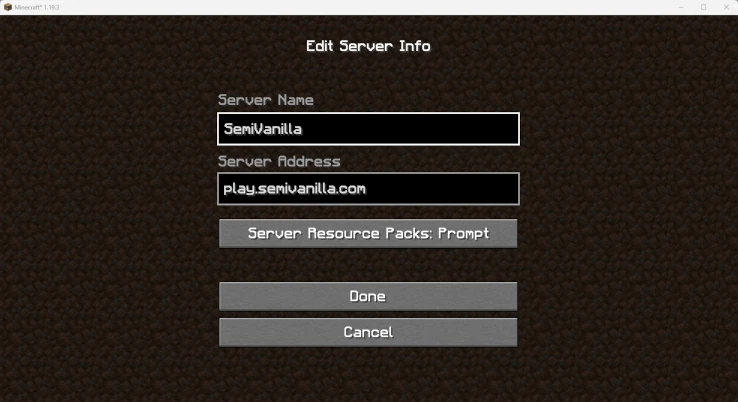 Minecraft* 1.19.3
Edit Server Info
Server Name
SemiVanilla
Server Address
play.semivanilla.com
Server Resource Packs: Prompt
Done
Cancel